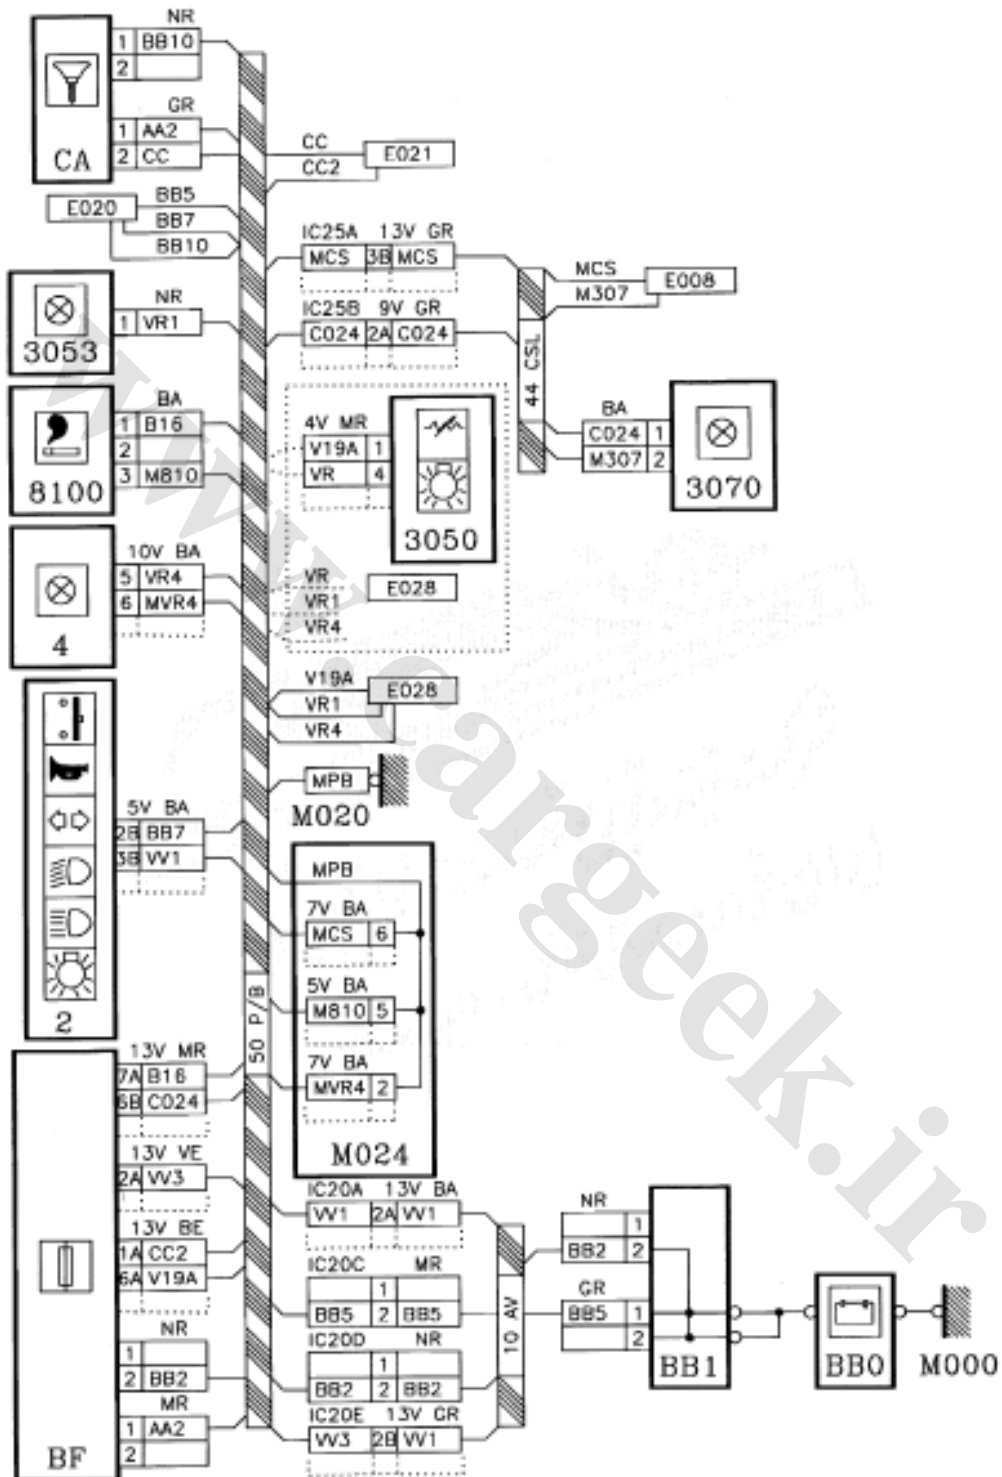 NR
1 BB10
2
GR
1 AA2
2 CC
CA
CC
CC2
E021
E020
BB5
BB7
BB10
IC25A 13V GR
MCS 3B MCS
MCS
M307
E008
NR
1 VR1
3053
IC25B 9V GR
C024 2A C024
44 CSL
BA
1 B16
2
3 M810
8100
4V MR
V19A 1
VR 4
3050
BA
C024 1
M307 2
3070
10V BA
5 VR4
6 MVR4
4
VR
VR1
VR4
E028
V19A
VR1
VR4
E028
MPB
M020
5V BA
2B BB7
3B VV1
2
MPB
7V BA
MCS 6
5V BA
M810 5
7V BA
MVR4 2
M024
50 P/B
13V MR
7A B16
6B C024
13V VE
2A VV3
13V BE
1A CC2
6A V19A
NR
1
2 BB2
MR
1 AA2
2
BF
IC20A 13V BA
VV1 2A VV1
IC20C MR
1
BB5 2 BB5
IC20D NR
1
BB2 2 BB2
IC20E 13V GR
VV3 2B VV1
10 AV
NR
1
BB2 2
GR
BB5 1
2
BB1
BB0
M000
www.cargeek.ir